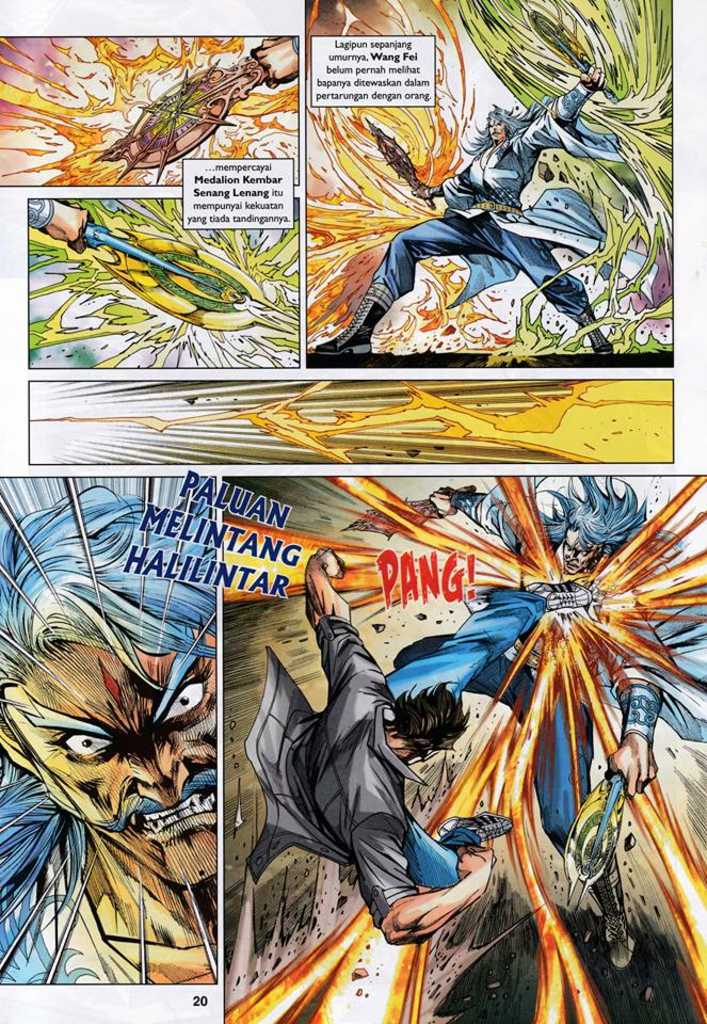 Lagipun sepanjang
umurnya, Wang Fei
belum pernah melihat
bapanya ditewaskan dalam
pertarungan dengan orang.
...mempercayai
Medalion Kembar
Senang Lenang itu
mempunyai kekuatan
yang tiada tandingannya.
PALUAN
MELINTANG
HALILINTAR
PANG!
20